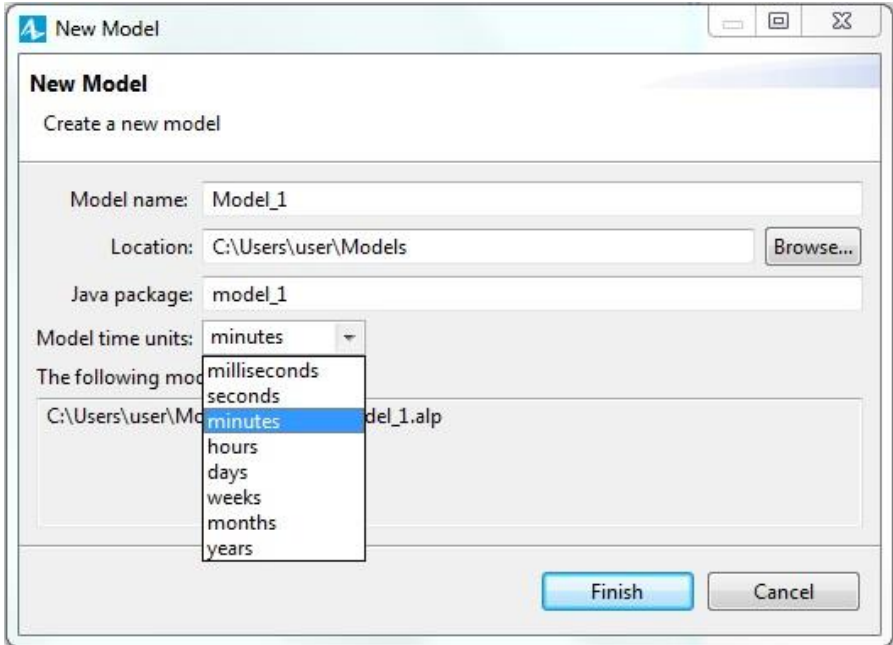 New Model
New Model
Create a new model
Model name: Model_1
Location: C:\Users\user\Models Browse...
Java package: model_1
Model time units: minutes
milliseconds
The following mod
seconds
C:\Users\user\Mo minutes del_1.alp
hours
days
weeks
months
years
Finish Cancel